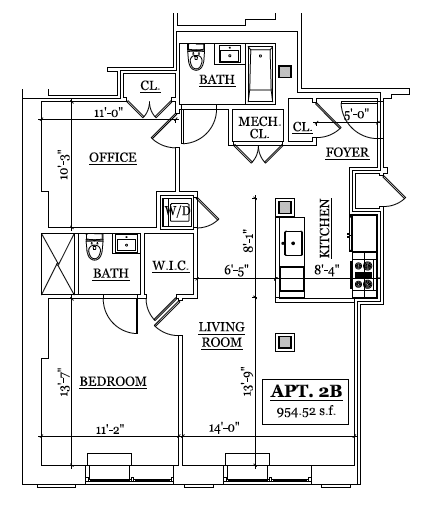 CL.
BATH
11'-0"
MECH.
CL.
CL.
5'-0"
OFFICE
FOYER
10'-3"
W/D
KITCHEN
8'-1"
BATH
W.I.C.
6'-5"
8'-4"
LIVING
ROOM
BEDROOM
13'-7"
13'-9"
APT. 2B
954.52 s.f.
11'-2"
14'-0"